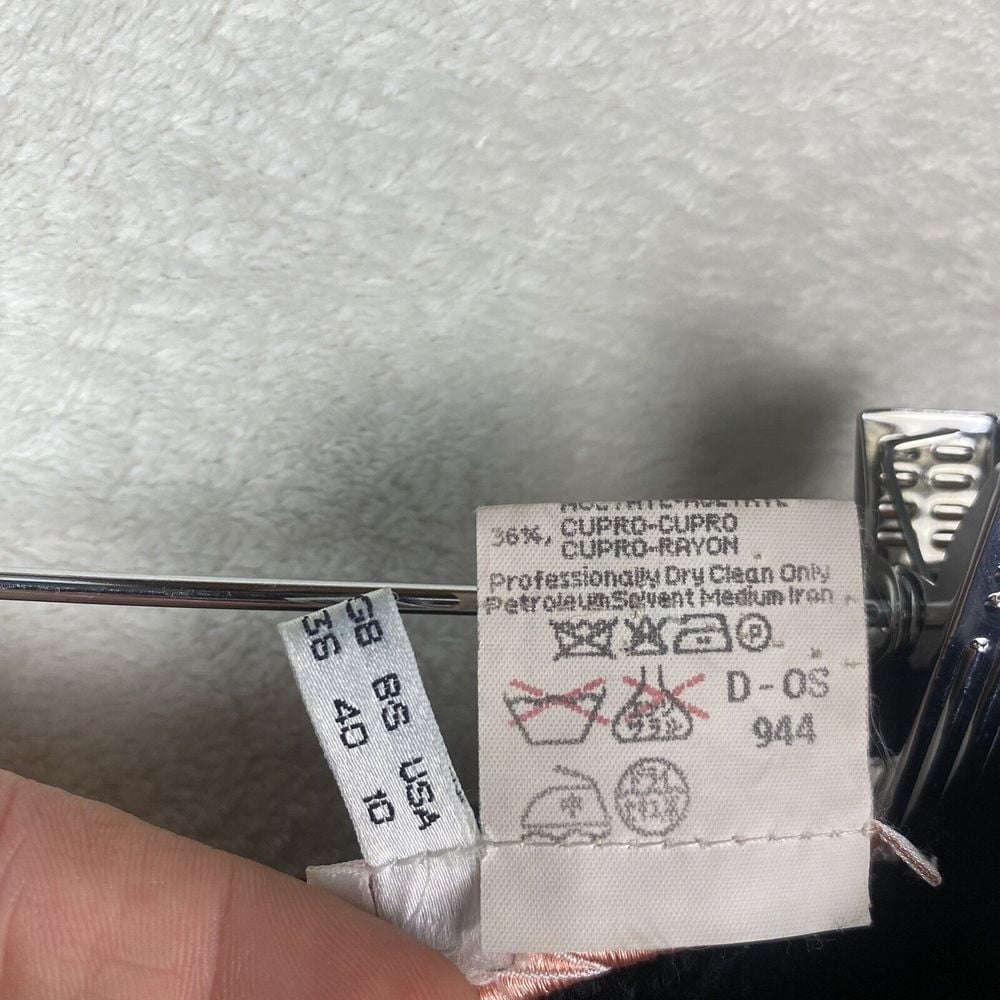 36%, CUPRO-CUPRO
CUPRO-RAYON
Professionally Dry Clean Only
Petroleum Solvent Medium Iron
P
D-OS
944
GB BS USA
36 40 10